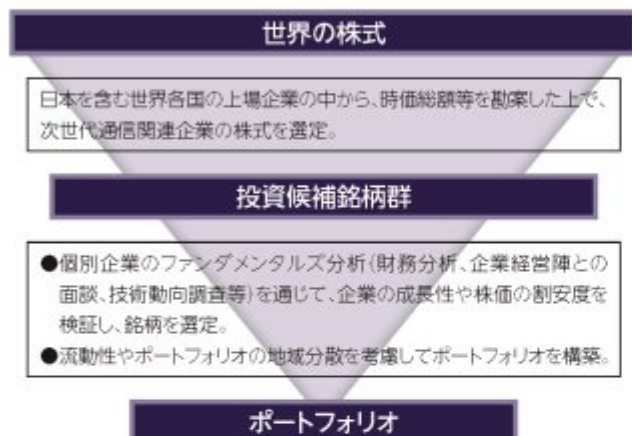 世界の株式
日本を含む世界各国の上場企業の中から、時価総額等を勘案した上で、
次世代通信関連企業の株式を選定。
投資候補銘柄群
●個別企業のファンダメンタルズ分析(財務分析、企業経営陣との
面談、技術動向調査等)を通じて、企業の成長性や株価の割安度を
検証し、銘柄を選定。
●流動性やポートフォリオの地域分散を考慮してポートフォリオを構築。
ポートフォリオ